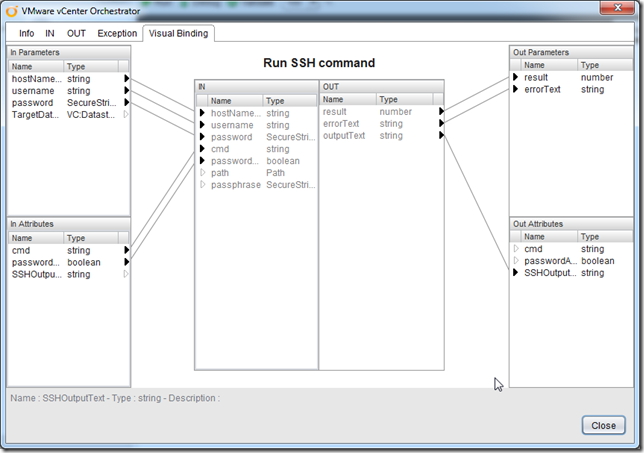 VMware vCenter Orchestrator
Info IN OUT Exception Visual Binding
In Parameters
Name Type
hostName... string
username string
password SecureStri...
TargetDat... VC:Datast...
In Attributes
Name Type
cmd string
password... boolean
SSHOutpu... string
Run SSH command
IN
Name Type
hostName... string
username string
password SecureStri...
cmd string
password... boolean
path Path
passphrase SecureStri...
OUT
Name Type
result number
errorText string
outputText string
Out Parameters
Name Type
result number
errorText string
Out Attributes
Name Type
cmd string
passwordA... boolean
SSHOutput... string
Name : SSHOutputText - Type : string - Description :
Close